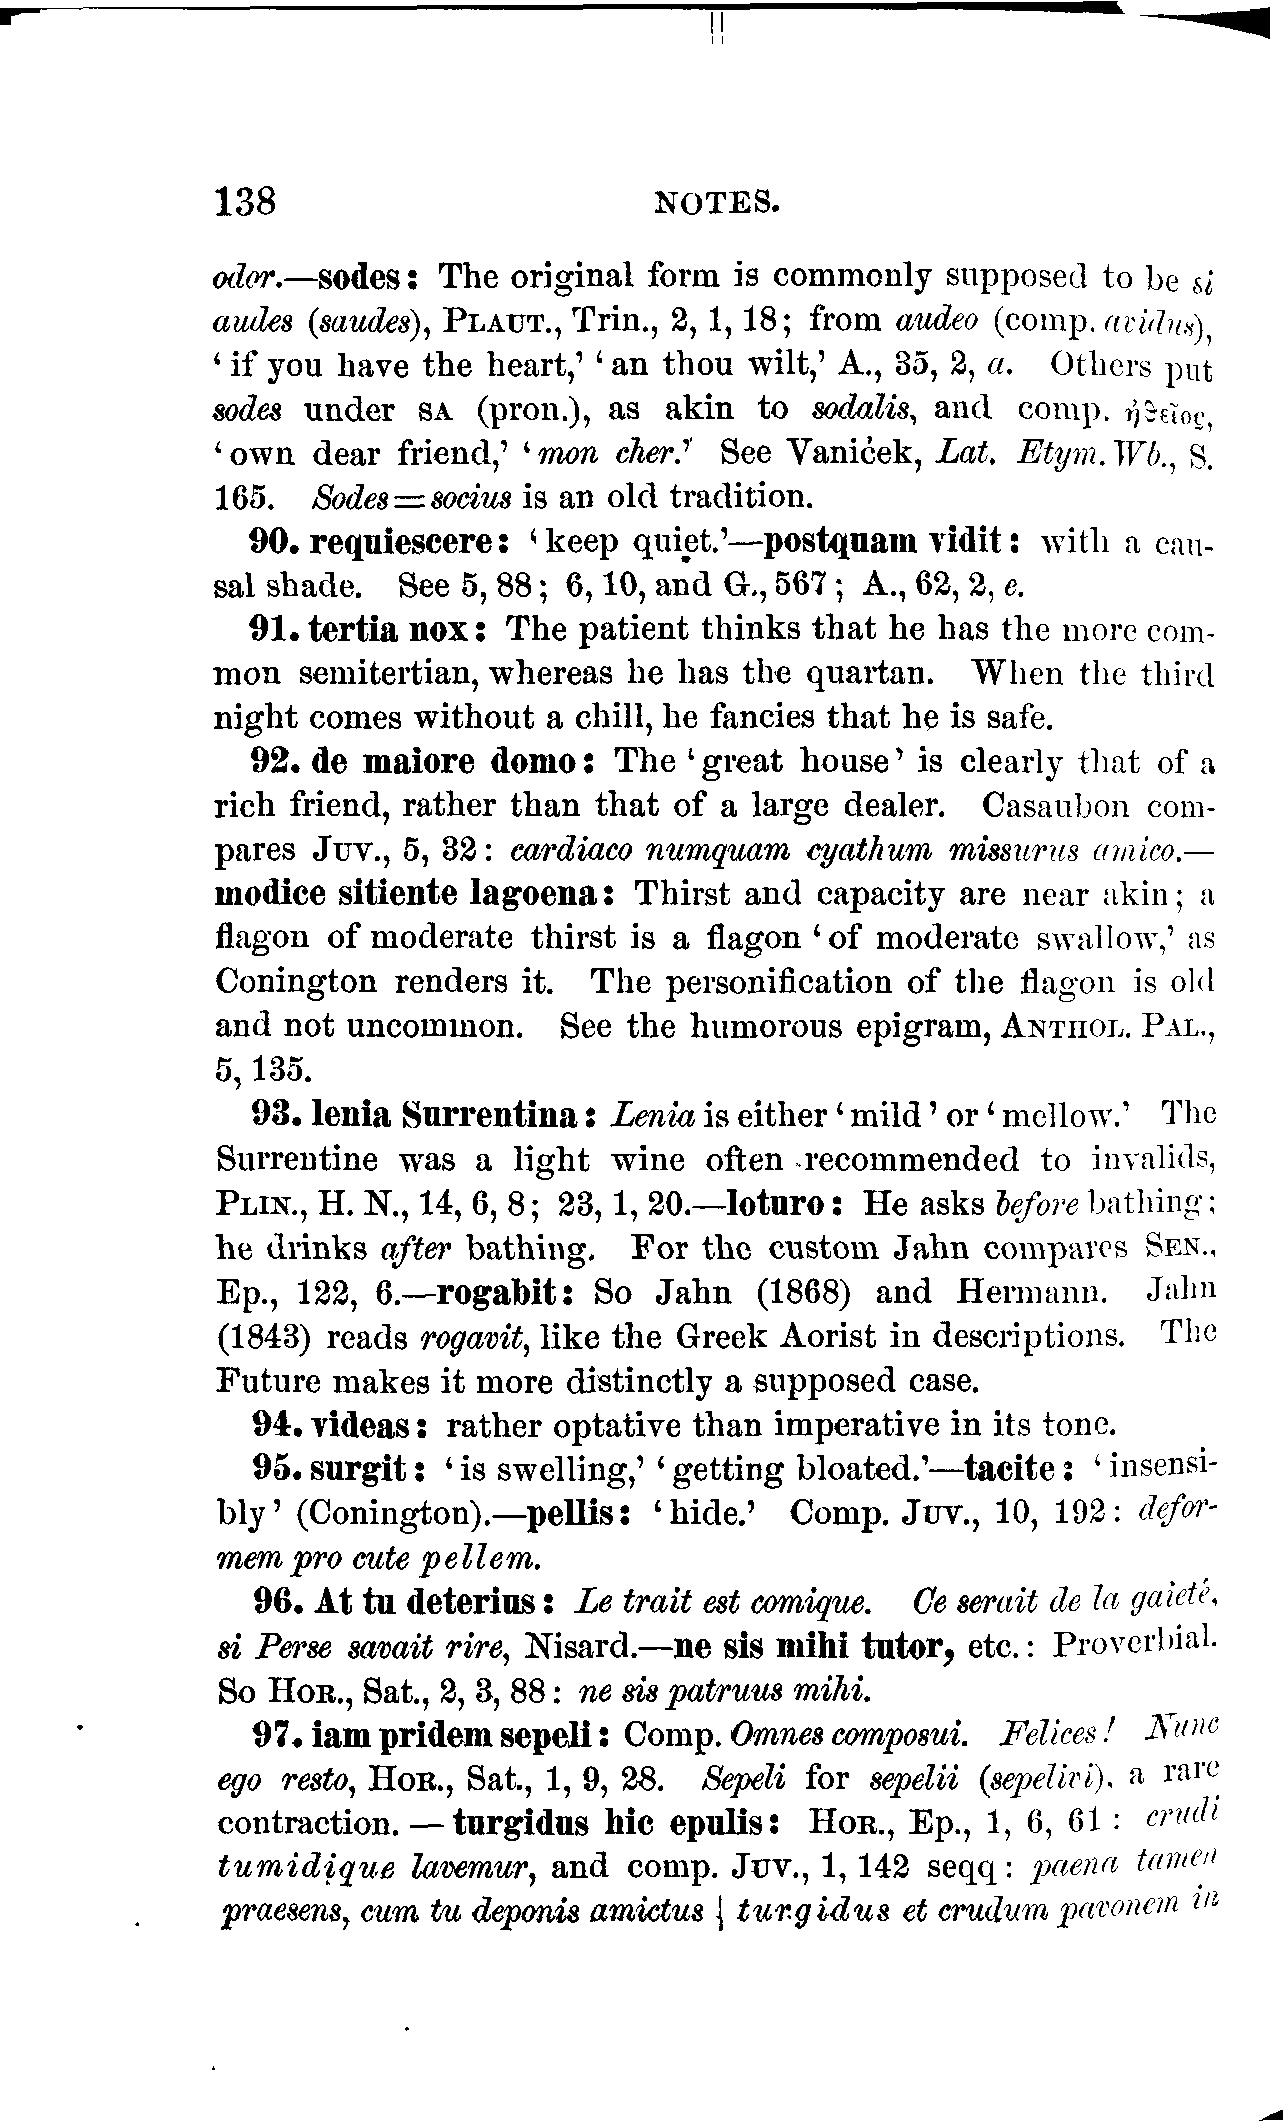 138 NOTES.
odor.—sodes: The original form is commonly supposed to be si
audes (saudes), PLAUT., Trin., 2, 1, 18; from audeo (comp. avidus),
‘if you have the heart,’ ‘an thou wilt,’ A., 35, 2, a. Others put
sodes under SA (pron.), as akin to sodalis, and comp. ἠθεῖος,
‘own dear friend,’ ‘mon cher.’ See Vaniček, Lat. Etym. Wb., S.
165. Sodes = socius is an old tradition.
90. requiescere: ‘keep quiet.’—postquam vidit: with a cau-
sal shade. See 5, 88; 6, 10, and G., 567; A., 62, 2, e.
91. tertia nox: The patient thinks that he has the more com-
mon semitertian, whereas he has the quartan. When the third
night comes without a chill, he fancies that he is safe.
92. de maiore domo: The ‘great house’ is clearly that of a
rich friend, rather than that of a large dealer. Casaubon com-
pares JUV., 5, 32: cardiaco numquam cyathum missurus amico.—
modice sitiente lagoena: Thirst and capacity are near akin; a
flagon of moderate thirst is a flagon ‘of moderate swallow,’ as
Conington renders it. The personification of the flagon is old
and not uncommon. See the humorous epigram, ANTHOL. PAL.,
5, 135.
93. lenia Surrentina: Lenia is either ‘mild’ or ‘mellow.’ The
Surrentine was a light wine often recommended to invalids,
PLIN., H. N., 14, 6, 8; 23, 1, 20.—loturo: He asks before bathing;
he drinks after bathing. For the custom Jahn compares SEN.,
Ep., 122, 6.—rogabit: So Jahn (1868) and Hermann. Jahn
(1843) reads rogavit, like the Greek Aorist in descriptions. The
Future makes it more distinctly a supposed case.
94. videas: rather optative than imperative in its tone.
95. surgit: ‘is swelling,’ ‘getting bloated.’—tacite: ‘insensi-
bly’ (Conington).—pellis: ‘hide.’ Comp. JUV., 10, 192: defor-
mem pro cute pellem.
96. At tu deterius: Le trait est comique. Ce serait de la gaieté,
si Perse savait rire, Nisard.—ne sis mihi tutor, etc.: Proverbial.
So HOR., Sat., 2, 3, 88: ne sis patruus mihi.
97. iam pridem sepeli: Comp. Omnes composui. Felices! Nunc
ego resto, HOR., Sat., 1, 9, 28. Sepeli for sepelii (sepelivi), a rare
contraction.—turgidus hic epulis: HOR., Ep., 1, 6, 61: crudi
tumidique lavemur, and comp. JUV., 1, 142 seqq: paena tamen
praesens, cum tu deponis amictus | turgidus et crudum pavonem in